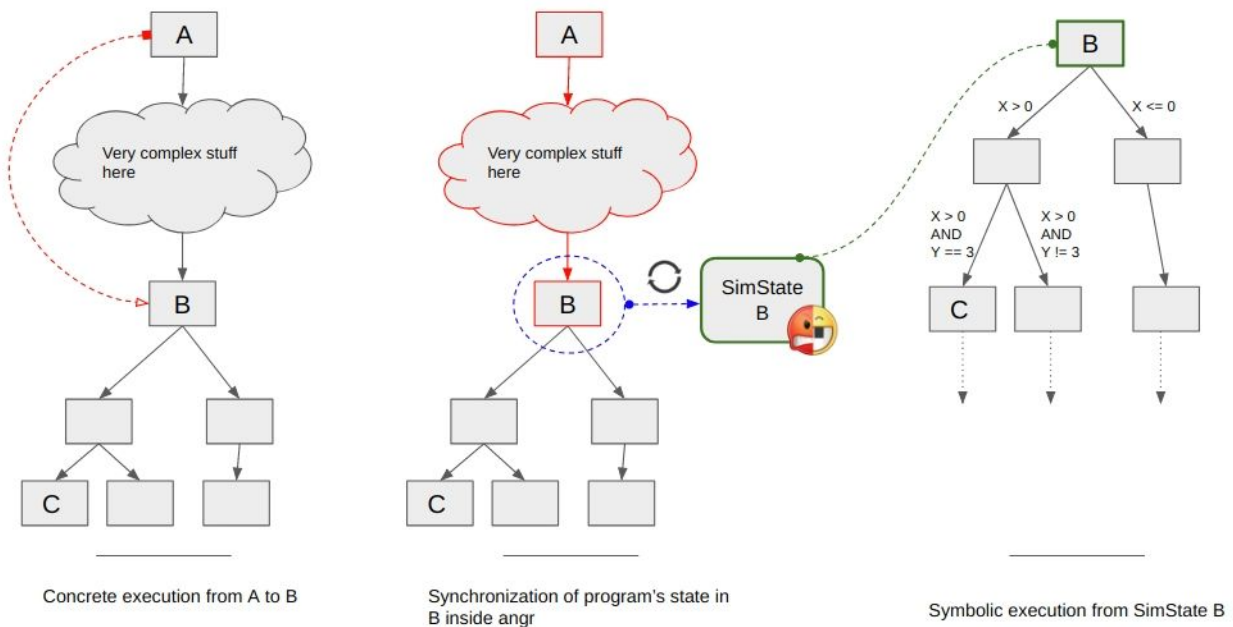 A
Very complex stuff
here
B
C
Concrete execution from A to B
A
Very complex stuff
here
B
SimState
B
C
Synchronization of program's state in
B inside angr
B
X > 0
X <= 0
X > 0
AND
Y == 3
X > 0
AND
Y != 3
C
Symbolic execution from SimState B